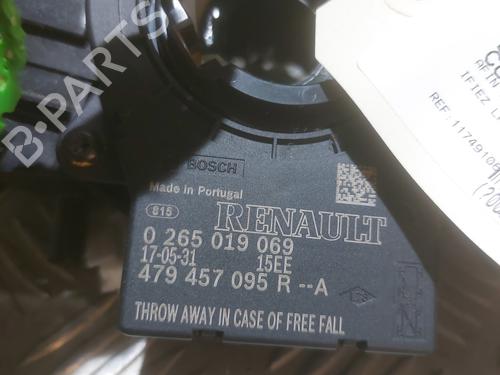 B-PARTS
BOSCH
Made in Portugal
815
RENAULT
0 265 019 069
17-05-31 15EE
479 457 095 R --A
THROW AWAY IN CASE OF FREE FALL